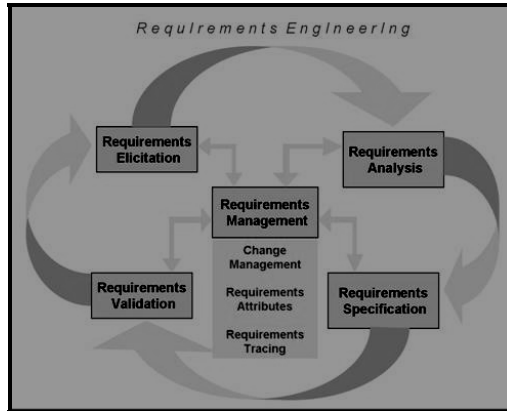 Requirements Engineering
Requirements
Elicitation
Requirements
Analysis
Requirements
Management
Change
Management
Requirements
Attributes
Requirements
Tracing
Requirements
Validation
Requirements
Specification